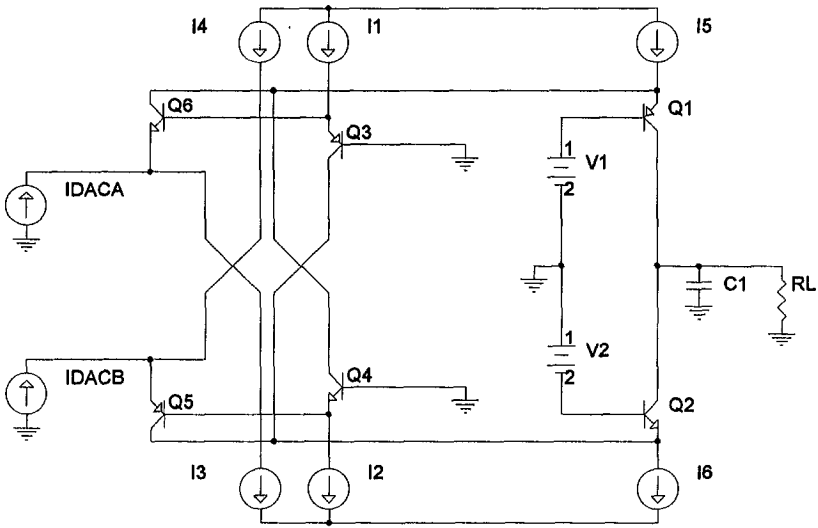 I4 I1 I5
Q6 Q1
Q3
1
V1
IDACA 2
C1 RL
1
V2
IDACB 2
Q4
Q5 Q2
I3 I2 I6